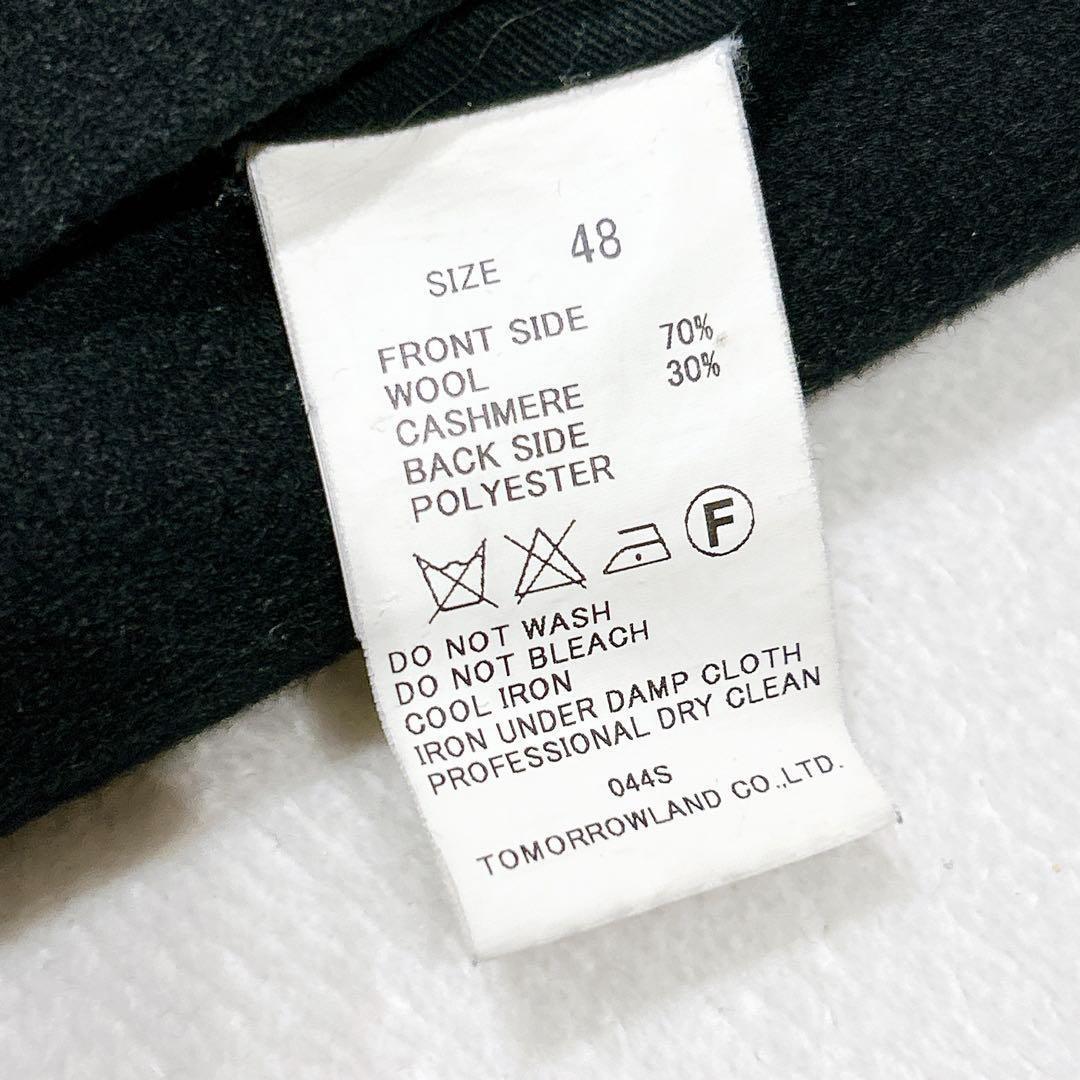 SIZE 48
FRONT SIDE
WOOL 70%
CASHMERE 30%
BACK SIDE
POLYESTER
F
DO NOT WASH
DO NOT BLEACH
COOL IRON
IRON UNDER DAMP CLOTH
PROFESSIONAL DRY CLEAN
044S
TOMORROWLAND CO.,LTD.